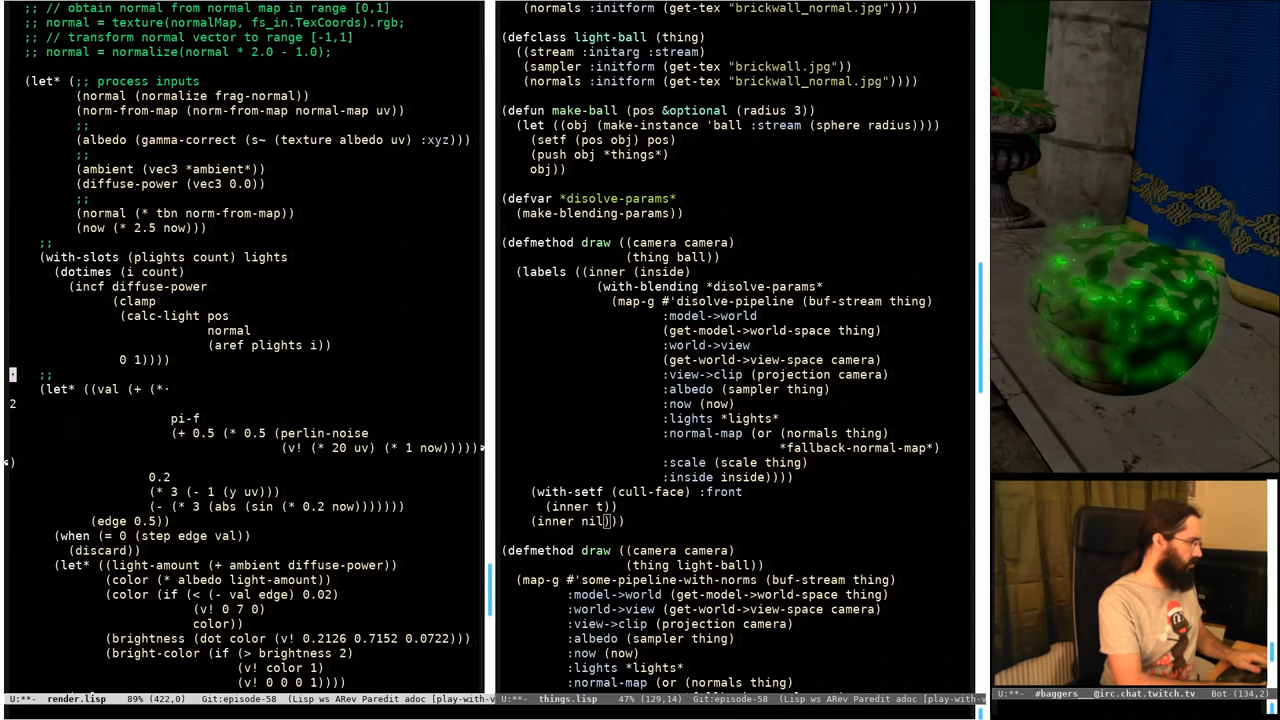 ;; // obtain normal from normal map in range [0,1]
;; normal = texture(normalMap, fs_in.TexCoords).rgb;
;; // transform normal vector to range [-1,1]
;; normal = normalize(normal * 2.0 - 1.0);
(let* (;; process inputs
(normal (normalize frag-normal))
(norm-from-map (norm-from-map normal-map uv))
;;
(albedo (gamma-correct (s~ (texture albedo uv) :xyz)))
;;
(ambient (vec3 *ambient*))
(diffuse-power (vec3 0.0))
;;
(normal (* tbn norm-from-map))
(now (* 2.5 now)))
;;
(with-slots (plights count) lights
(dotimes (i count)
(incf diffuse-power
(clamp
(calc-light pos
normal
(aref plights i))
0 1))))
;;
(let* ((val (+ (*·
2
pi-f
(+ 0.5 (* 0.5 (perlin-noise
(v! (* 20 uv) (* 1 now)))))
)
0.2
(* 3 (- 1 (y uv)))
(- (* 3 (abs (sin (* 0.2 now)))))))
(edge 0.5))
(when (= 0 (step edge val))
(discard))
(let* ((light-amount (+ ambient diffuse-power))
(color (* albedo light-amount))
(color (if (< (- val edge) 0.02)
(v! 0 7 0)
color))
(brightness (dot color (v! 0.2126 0.7152 0.0722)))
(bright-color (if (> brightness 2)
(v! color 1)
(v! 0 0 0 1))))
U:**- render.lisp 89% (422,0) Git:episode-58 (Lisp ws ARev Paredit adoc [play-with-v
(normals :initform (get-tex "brickwall_normal.jpg"))))
(defclass light-ball (thing)
((stream :initarg :stream)
(sampler :initform (get-tex "brickwall.jpg"))
(normals :initform (get-tex "brickwall_normal.jpg"))))
(defun make-ball (pos &optional (radius 3))
(let ((obj (make-instance 'ball :stream (sphere radius))))
(setf (pos obj) pos)
(push obj *things*)
obj))
(defvar *disolve-params*
(make-blending-params))
(defmethod draw ((camera camera)
(thing ball))
(labels ((inner (inside)
(with-blending *disolve-params*
(map-g #'disolve-pipeline (buf-stream thing)
:model->world
(get-model->world-space thing)
:world->view
(get-world->view-space camera)
:view->clip (projection camera)
:albedo (sampler thing)
:now (now)
:lights *lights*
:normal-map (or (normals thing)
*fallback-normal-map*)
:scale (scale thing)
:inside inside))))
(with-setf (cull-face) :front
(inner t))
(inner nil)))
(defmethod draw ((camera camera)
(thing light-ball))
(map-g #'some-pipeline-with-norms (buf-stream thing)
:model->world (get-model->world-space thing)
:world->view (get-world->view-space camera)
:view->clip (projection camera)
:albedo (sampler thing)
:now (now)
:lights *lights*
:normal-map (or (normals thing)
U:**- things.lisp 47% (129,14) Git:episode-58 (Lisp ws ARev Paredit adoc [play-with-
U:**- #baggers___@irc.chat.twitch.tv Bot (134,2)